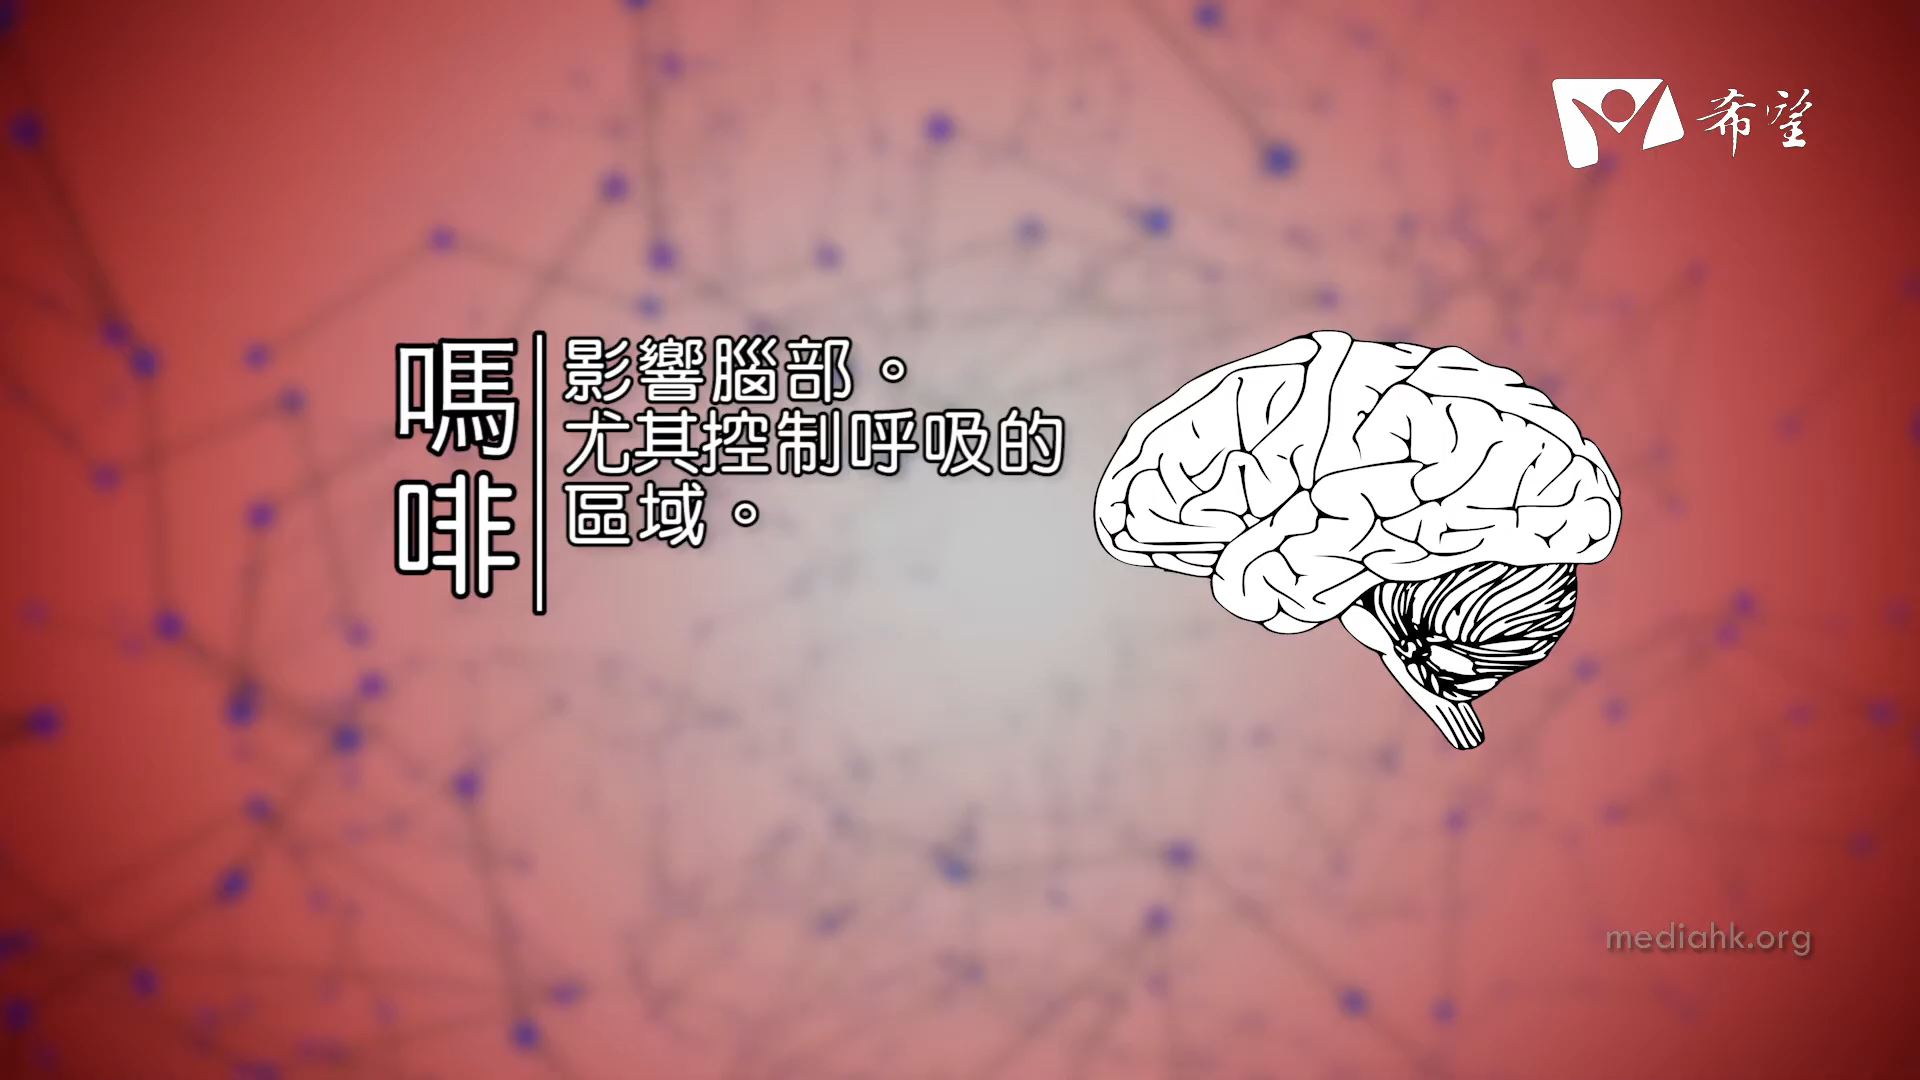 希望
嗎啡
影響腦部。
尤其控制呼吸的
區域。
mediahk.org